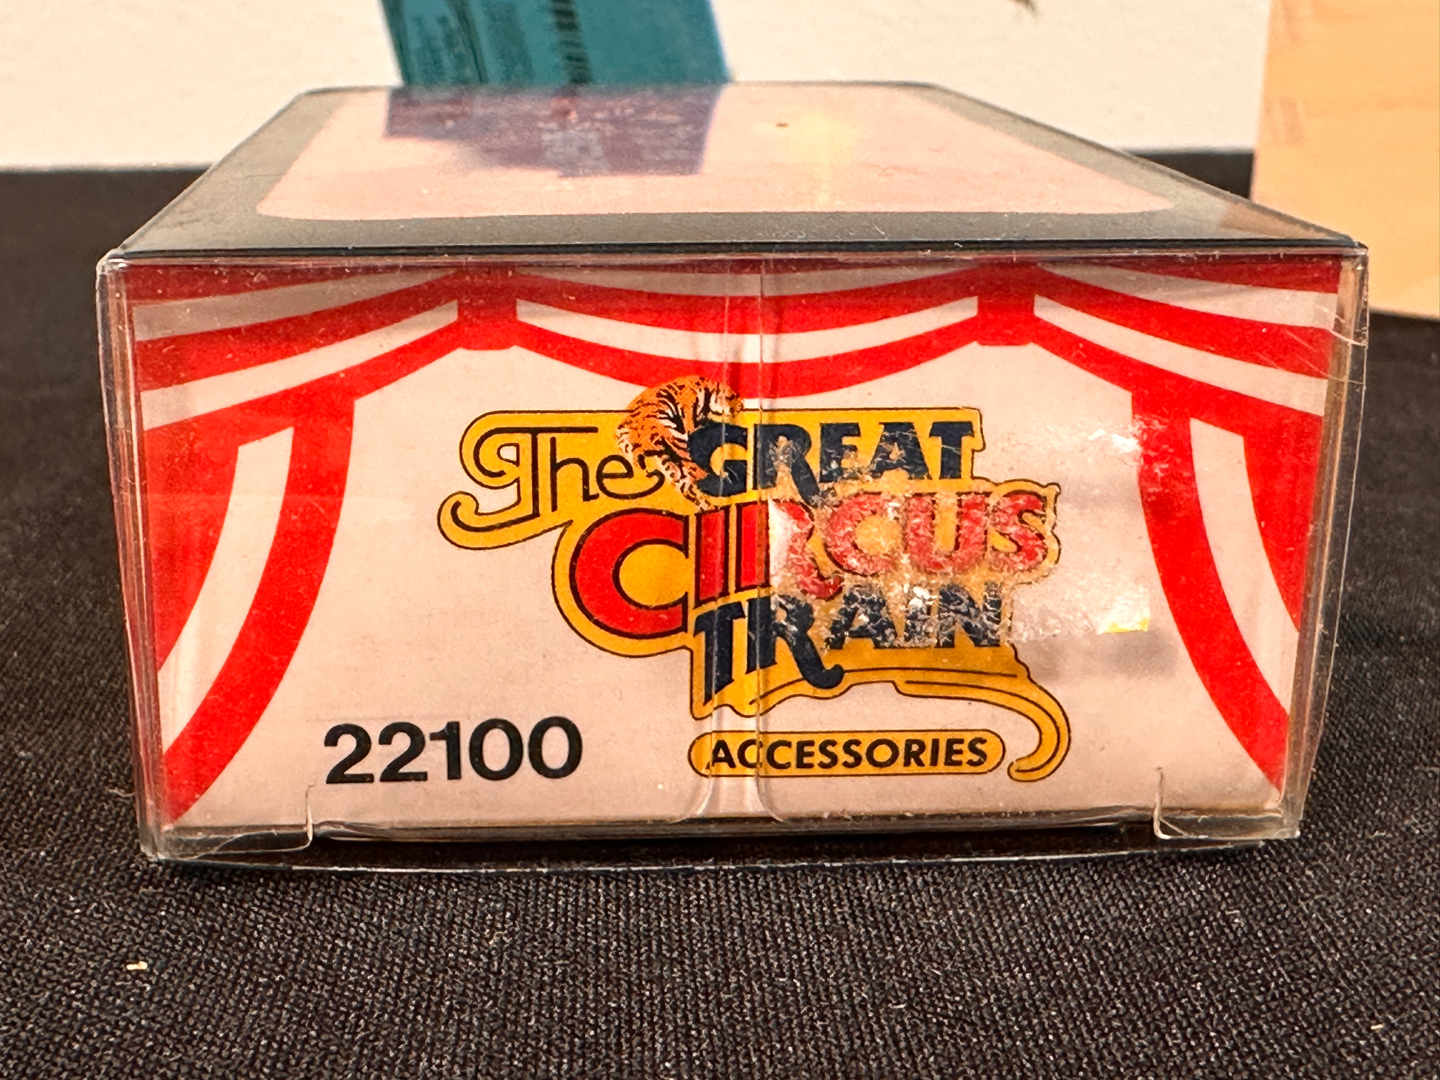 The GREAT
CIRCUS
TRAIN
22100
ACCESSORIES